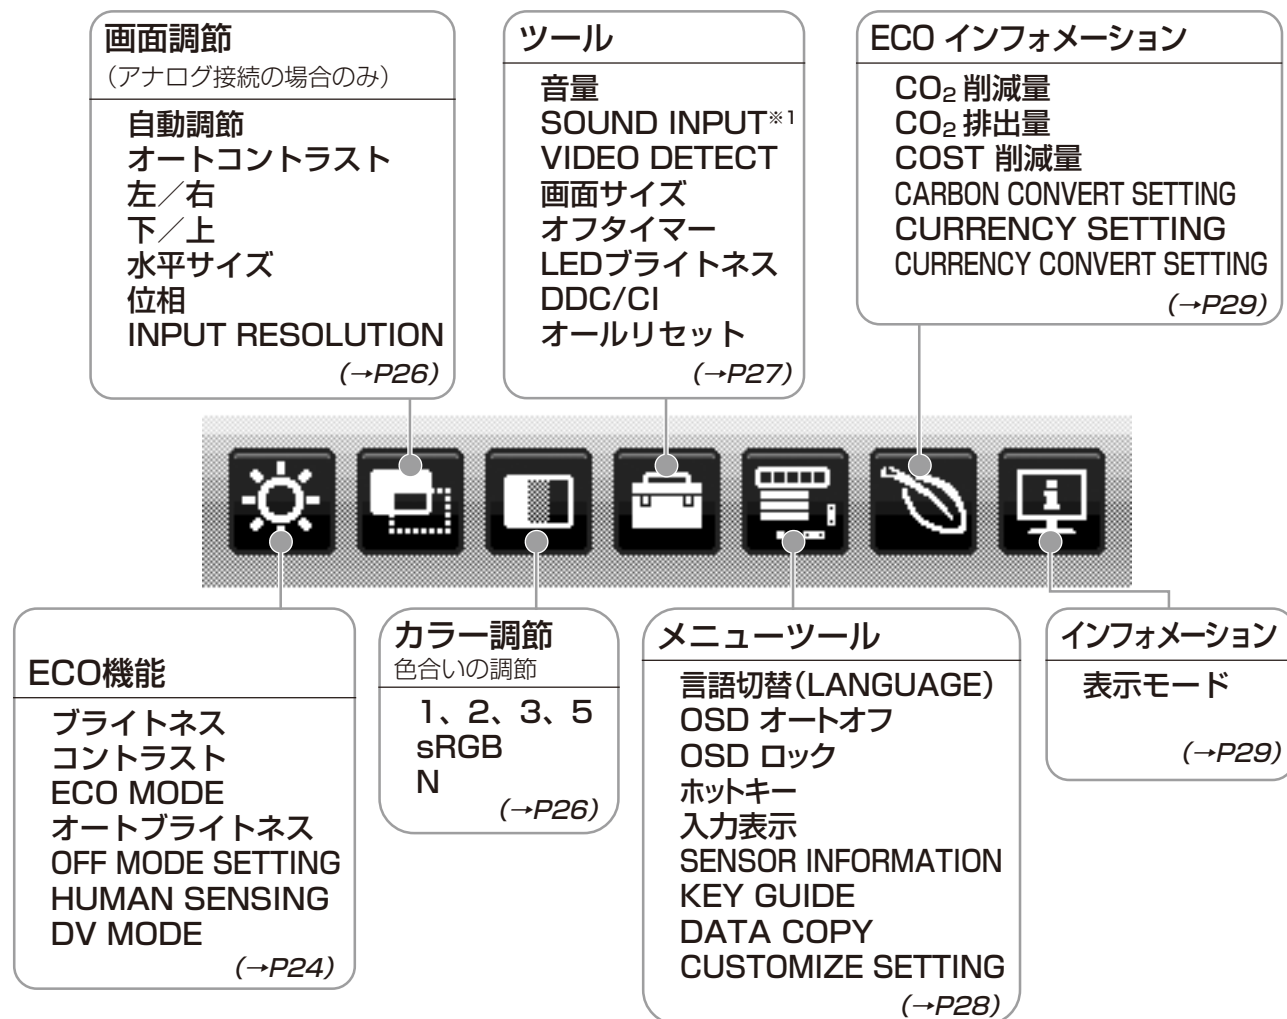 画面調節
（アナログ接続の場合のみ）
自動調節
オートコントラスト
左／右
下／上
水平サイズ
位相
INPUT RESOLUTION
(→P26)
ツール
音量
SOUND INPUT※1
VIDEO DETECT
画面サイズ
オフタイマー
LEDブライトネス
DDC/CI
オールリセット
(→P27)
ECO インフォメーション
CO₂ 削減量
CO₂ 排出量
COST 削減量
CARBON CONVERT SETTING
CURRENCY SETTING
CURRENCY CONVERT SETTING
(→P29)
ECO機能
ブライトネス
コントラスト
ECO MODE
オートブライトネス
OFF MODE SETTING
HUMAN SENSING
DV MODE
(→P24)
カラー調節
色合いの調節
1、2、3、5
sRGB
N
(→P26)
メニューツール
言語切替（LANGUAGE）
OSD オートオフ
OSD ロック
ホットキー
入力表示
SENSOR INFORMATION
KEY GUIDE
DATA COPY
CUSTOMIZE SETTING
(→P28)
インフォメーション
表示モード
(→P29)